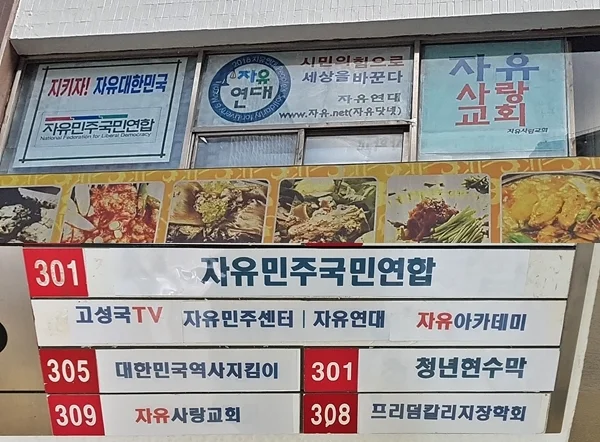 지키자! 자유대한민국
자유민주국민연합
National Federation for Liberal Democracy
자유
연대
시민의힘으로
세상을바꾼다
자유연대
www.자유.net(자유닷넷)
자유
사랑
교회
자유사랑교회
301 자유민주국민연합
고성국TV 자유민주센터 | 자유연대 자유아카데미
305 대한민국역사지킴이 301 청년현수막
309 자유사랑교회 308 프리덤칼리지장학회